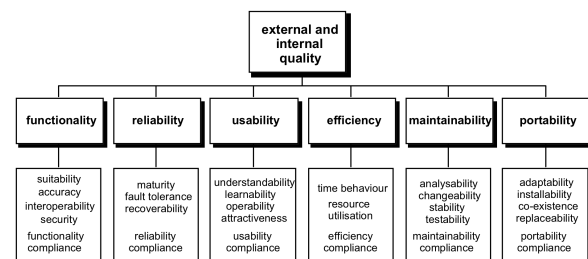 external and
internal
quality
functionality
reliability
usability
efficiency
maintainability
portability
suitability
accuracy
interoperability
security
functionality
compliance
maturity
fault tolerance
recoverability
reliability
compliance
understandability
learnability
operability
attractiveness
usability
compliance
time behaviour
resource
utilisation
efficiency
compliance
analysability
changeability
stability
testability
maintainability
compliance
adaptability
installability
co-existence
replaceability
portability
compliance